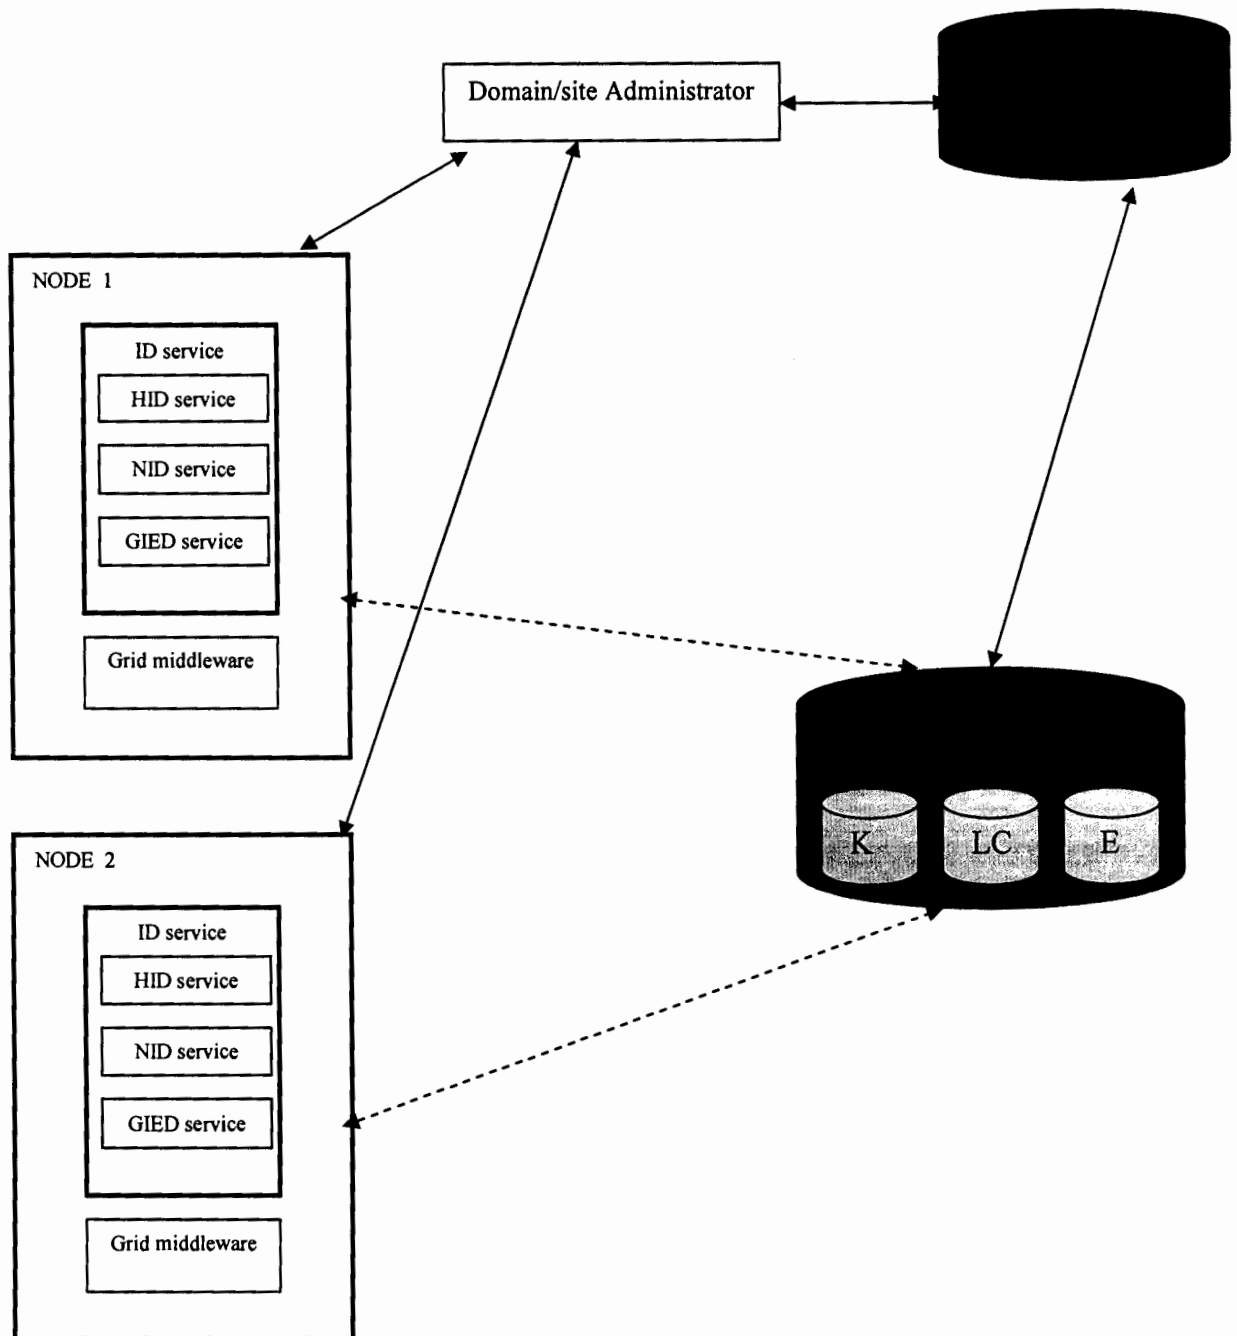 Domain/site Administrator
NODE 1
ID service
HID service
NID service
GIED service
Grid middleware
K
LC
E
NODE 2
ID service
HID service
NID service
GIED service
Grid middleware